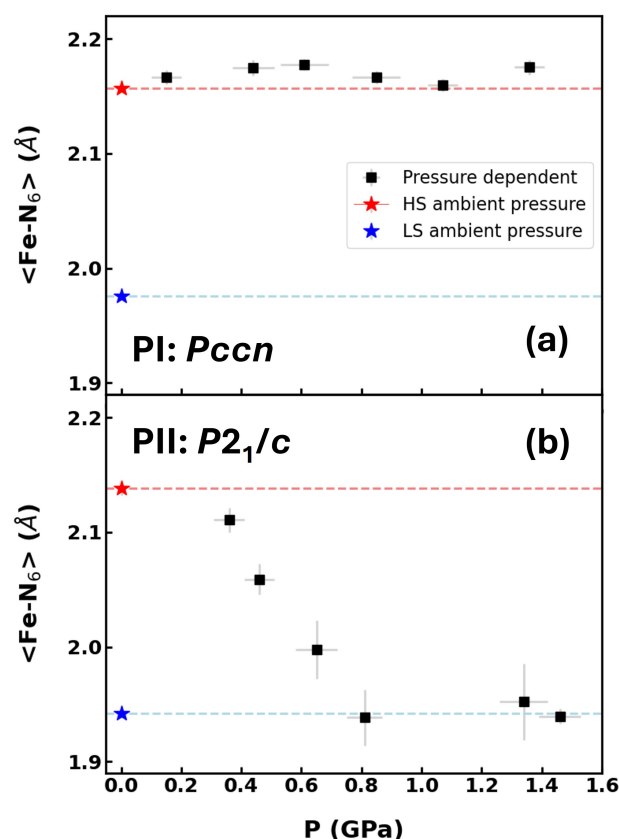 2.2
2.1
2.0
1.9
<Fe-N₆> (Å)
Pressure dependent
HS ambient pressure
LS ambient pressure
PI: Pccn
(a)
2.2
2.1
2.0
1.9
<Fe-N₆> (Å)
PII: P2₁/c
(b)
0.0 0.2 0.4 0.6 0.8 1.0 1.2 1.4 1.6
P (GPa)